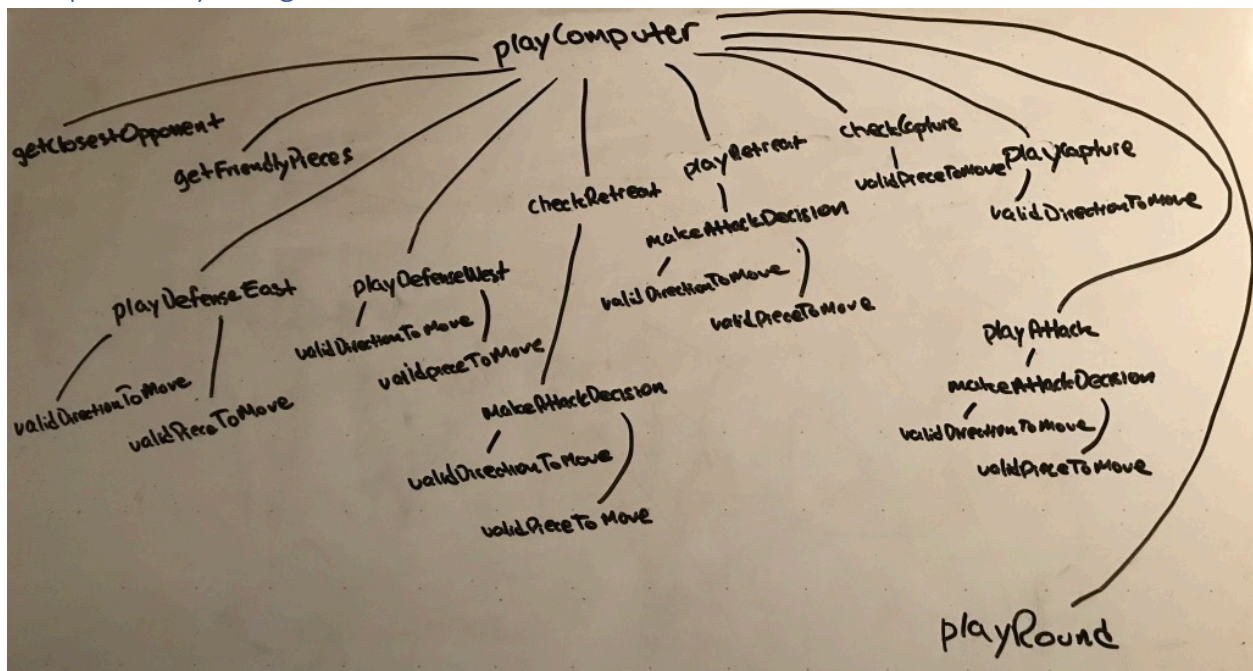 playComputer
getClosestOpponent
getFriendlyPieces
playDefenseEast
validDirectionToMove
validPieceToMove
playDefenseWest
validDirectionToMove
validpieceToMove
checkRetreat
makeAttackDecision
validDirectionToMove
validPieceToMove
playRetreat
makeAttackDecision
validDirectionToMove
validPieceToMove
checkCapture
validPieceToMove
playCapture
validDirectionToMove
playAttack
makeAttackDecision
validDirectionToMove
validPieceToMove
playRound